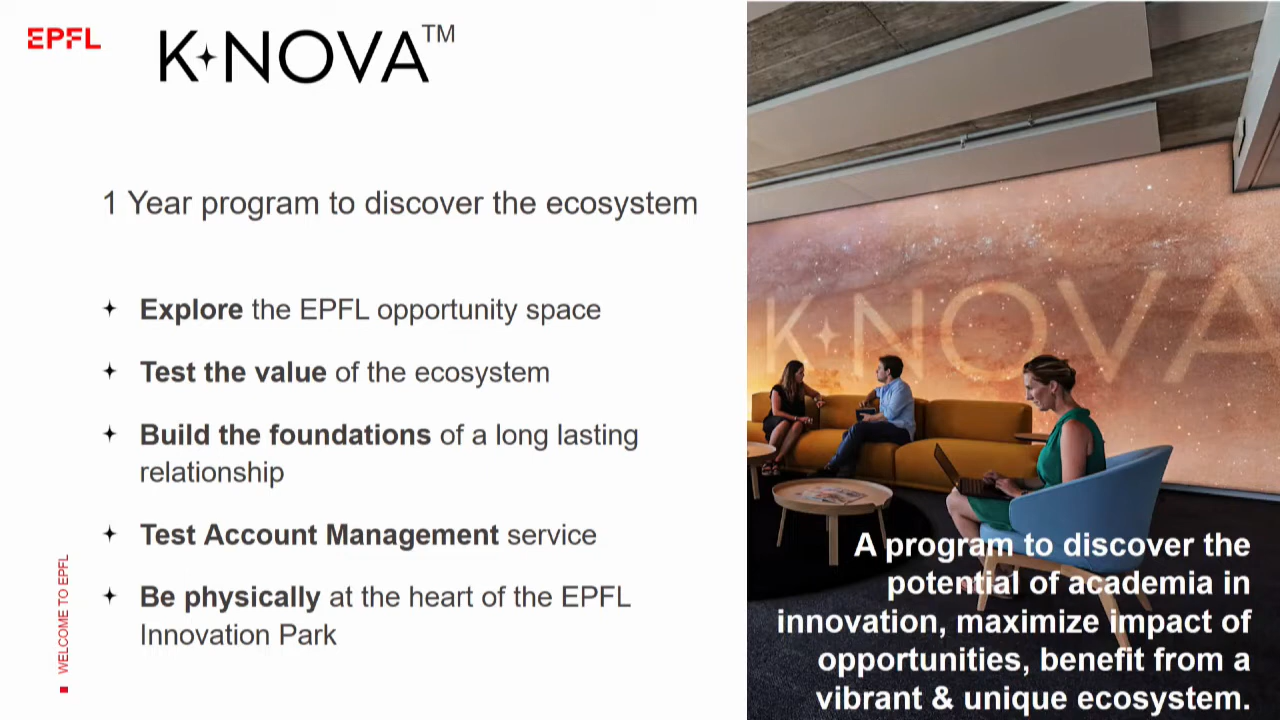 EPFL
K✦NOVA™
1 Year program to discover the ecosystem
✦ Explore the EPFL opportunity space
✦ Test the value of the ecosystem
✦ Build the foundations of a long lasting
relationship
✦ Test Account Management service
✦ Be physically at the heart of the EPFL
Innovation Park
WELCOME TO EPFL
K✦NOVA
A program to discover the
potential of academia in
innovation, maximize impact of
opportunities, benefit from a
vibrant & unique ecosystem.